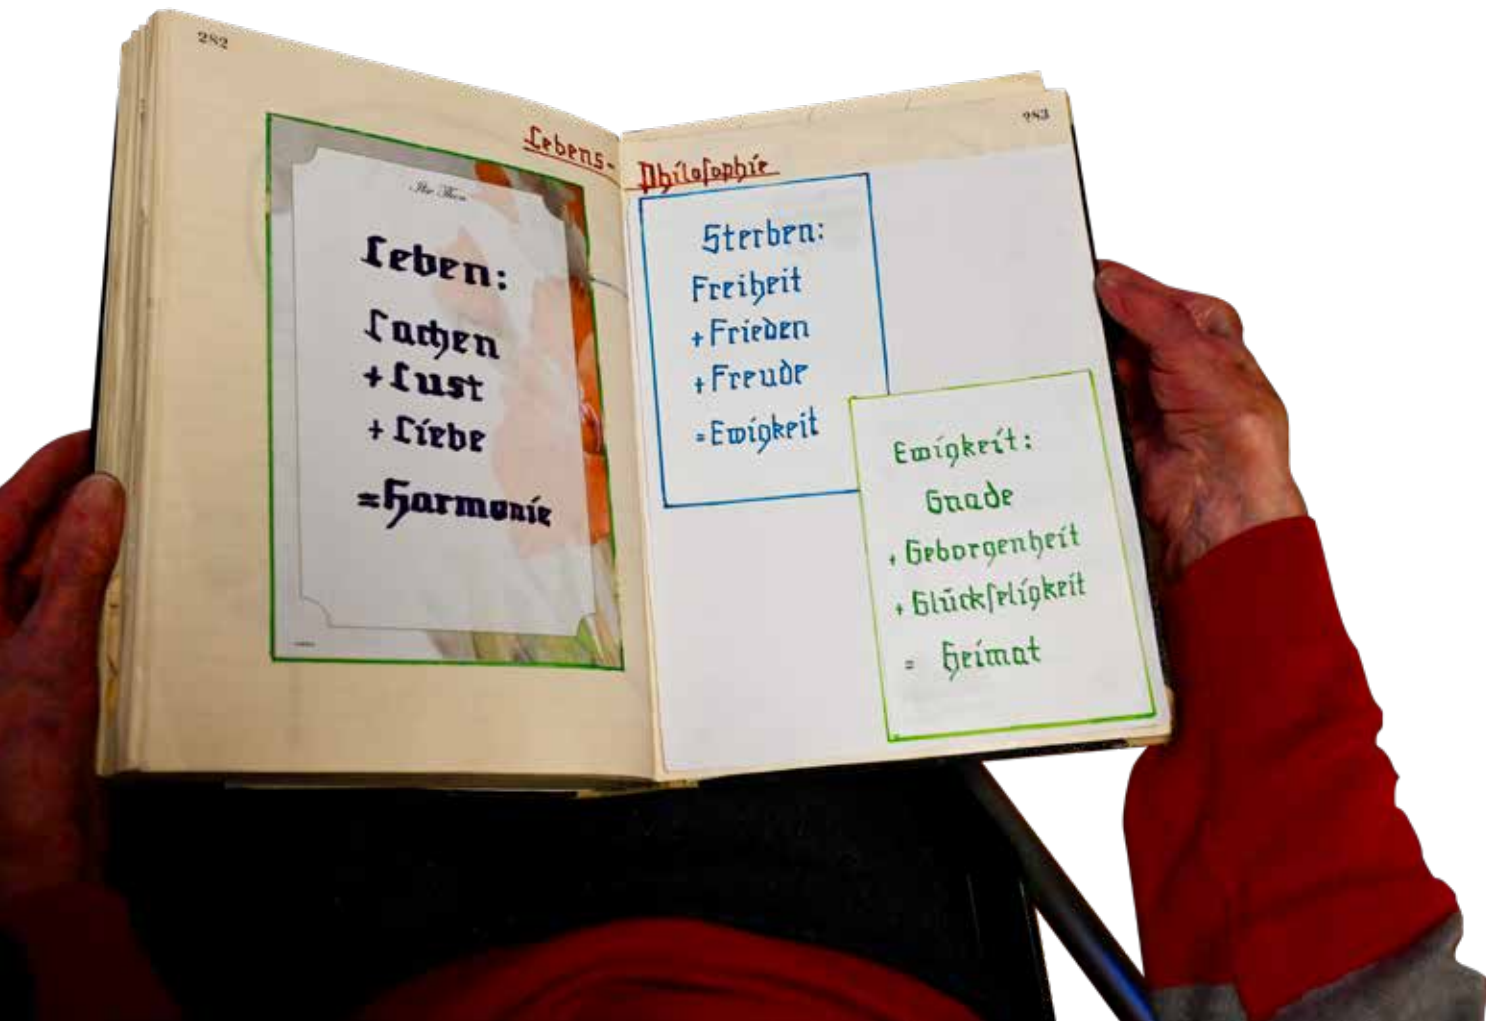 282
283
Lebens-Philosophie
Leben:
Lachen
+ Lust
+ Liebe
= Harmonie
Sterben:
Freiheit
+ Frieden
+ Freude
= Ewigkeit
Ewigkeit:
Gnade
+ Geborgenheit
+ Glückſeligkeit
= Heimat